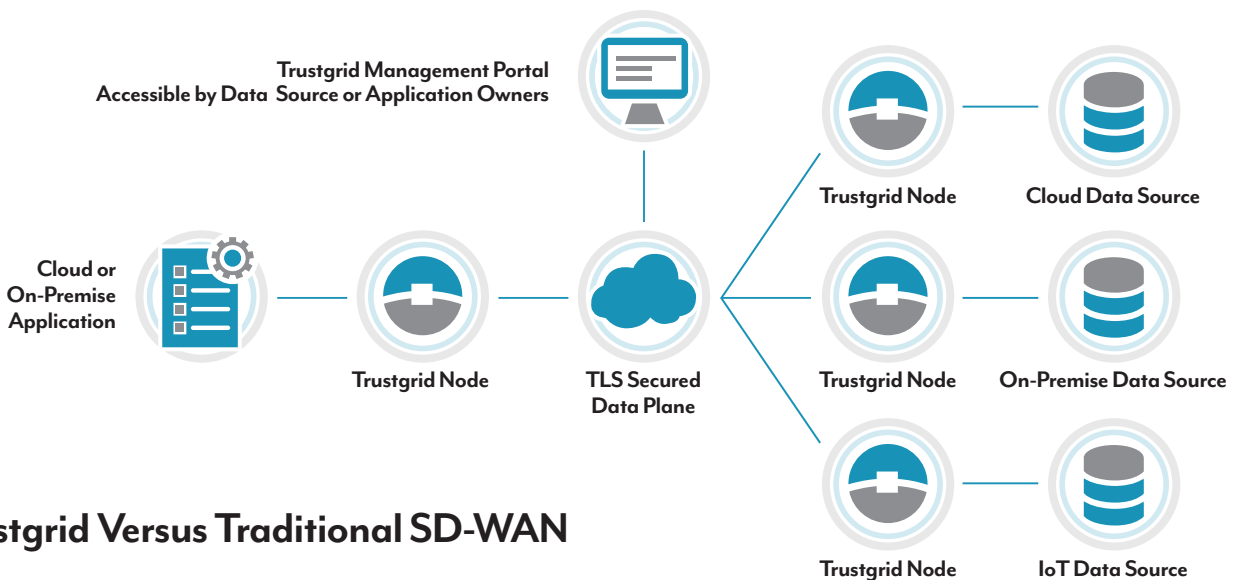 Trustgrid Management Portal
Accessible by Data Source or Application Owners
Cloud or
On-Premise
Application
Trustgrid Node
TLS Secured
Data Plane
Trustgrid Node
Cloud Data Source
Trustgrid Node
On-Premise Data Source
Trustgrid Node
IoT Data Source
stgrid Versus Traditional SD-WAN